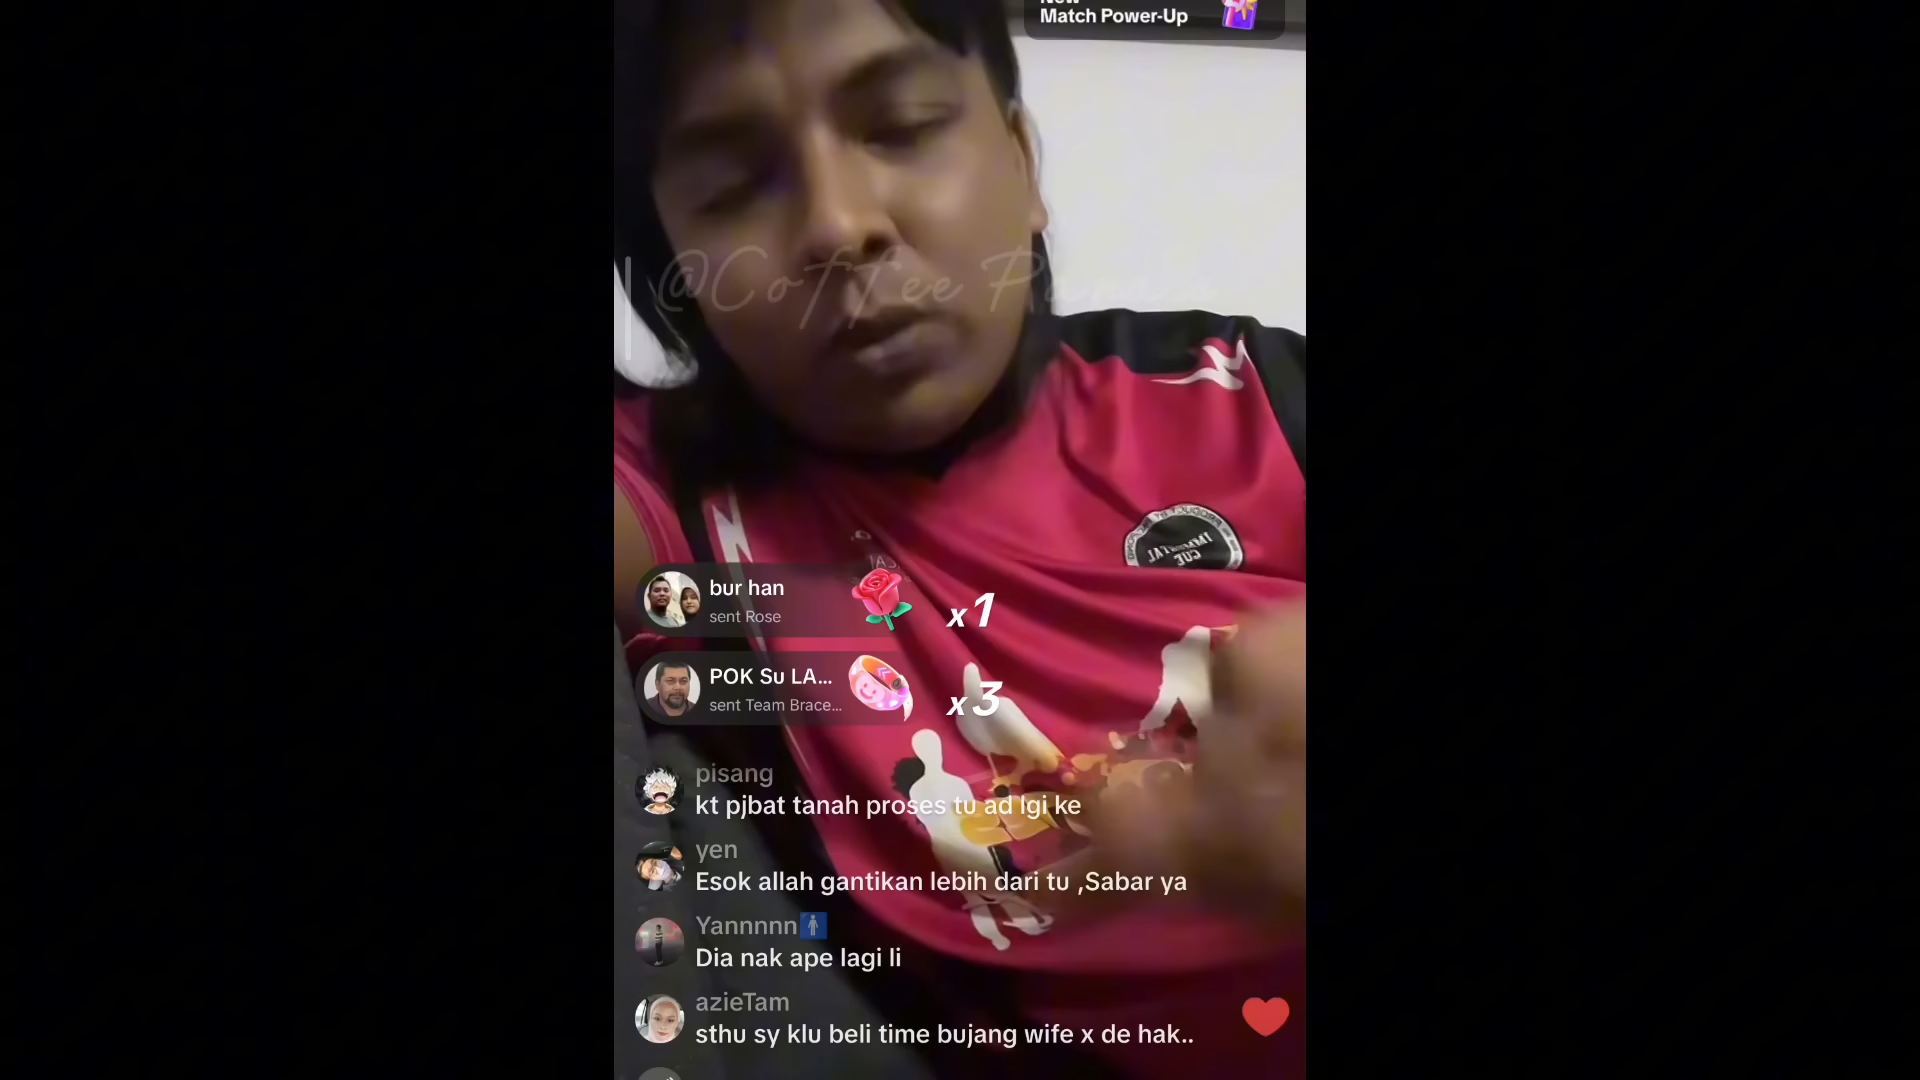 New
Match Power-Up
@Coffee
bur han
sent Rose
x1
POK Su LA...
sent Team Brace...
x3
pisang
kt pjbat tanah proses tu ad lgi ke
yen
Esok allah gantikan lebih dari tu ,Sabar ya
Yannnnn
Dia nak ape lagi li
azieTam
sthu sy klu beli time bujang wife x de hak..